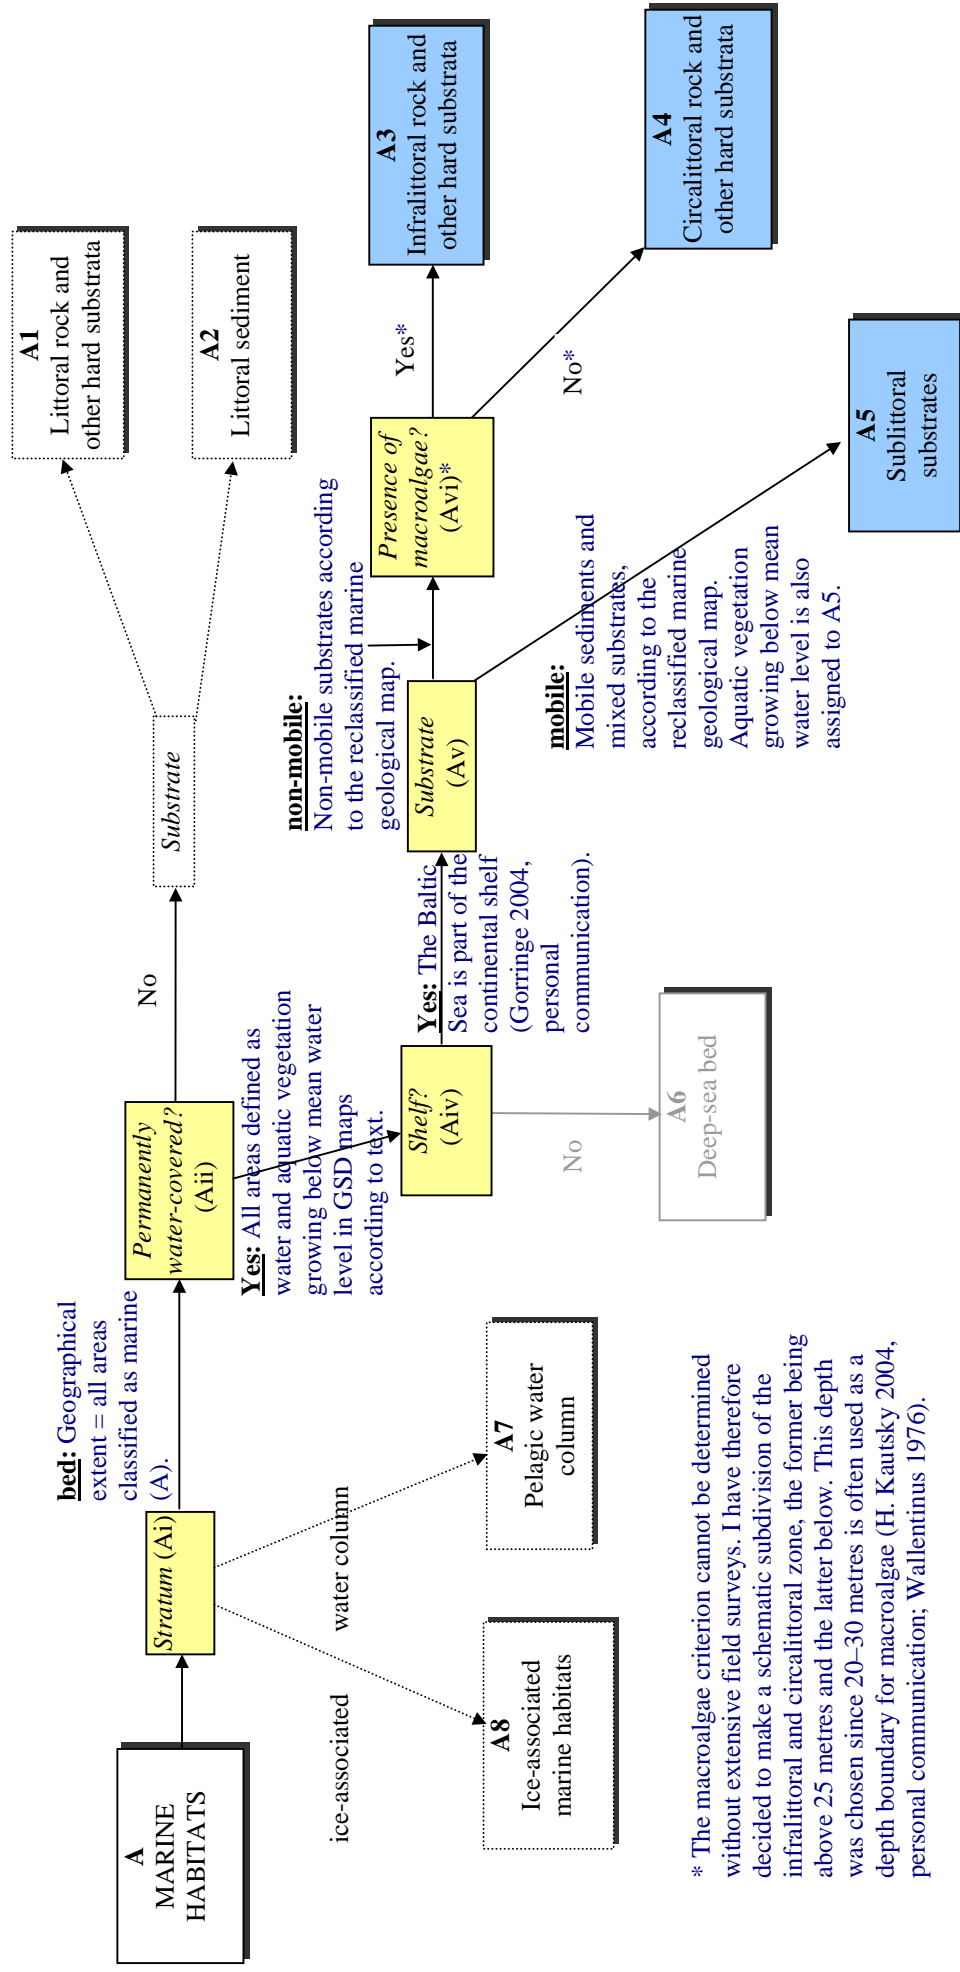 A
MARINE
HABITATS
Stratum (Ai)
bed: Geographical
extent = all areas
classified as marine
(A).
ice-associated
water column
A8
Ice-associated
marine habitats
A7
Pelagic water
column
Permanently
water-covered?
(Aii)
No
Substrate
A1
Littoral rock and
other hard substrata
A2
Littoral sediment
Yes: All areas defined as
water and aquatic vegetation
growing below mean water
level in GSD maps
according to text.
Shelf?
(Aiv)
No
A6
Deep-sea bed
Yes: The Baltic
Sea is part of the
continental shelf
(Gorringe 2004,
personal
communication).
Substrate
(Av)
non-mobile:
Non-mobile substrates according
to the reclassified marine
geological map.
Presence of
macroalgae?
(Avi)*
Yes*
A3
Infralittoral rock and
other hard substrata
No*
A4
Circalittoral rock and
other hard substrata
mobile:
Mobile sediments and
mixed substrates,
according to the
reclassified marine
geological map.
Aquatic vegetation
growing below mean
water level is also
assigned to A5.
A5
Sublittoral
substrates
* The macroalgae criterion cannot be determined
without extensive field surveys. I have therefore
decided to make a schematic subdivision of the
infralittoral and circalittoral zone, the former being
above 25 metres and the latter below. This depth
was chosen since 20–30 metres is often used as a
depth boundary for macroalgae (H. Kautsky 2004,
personal communication; Wallentinus 1976).